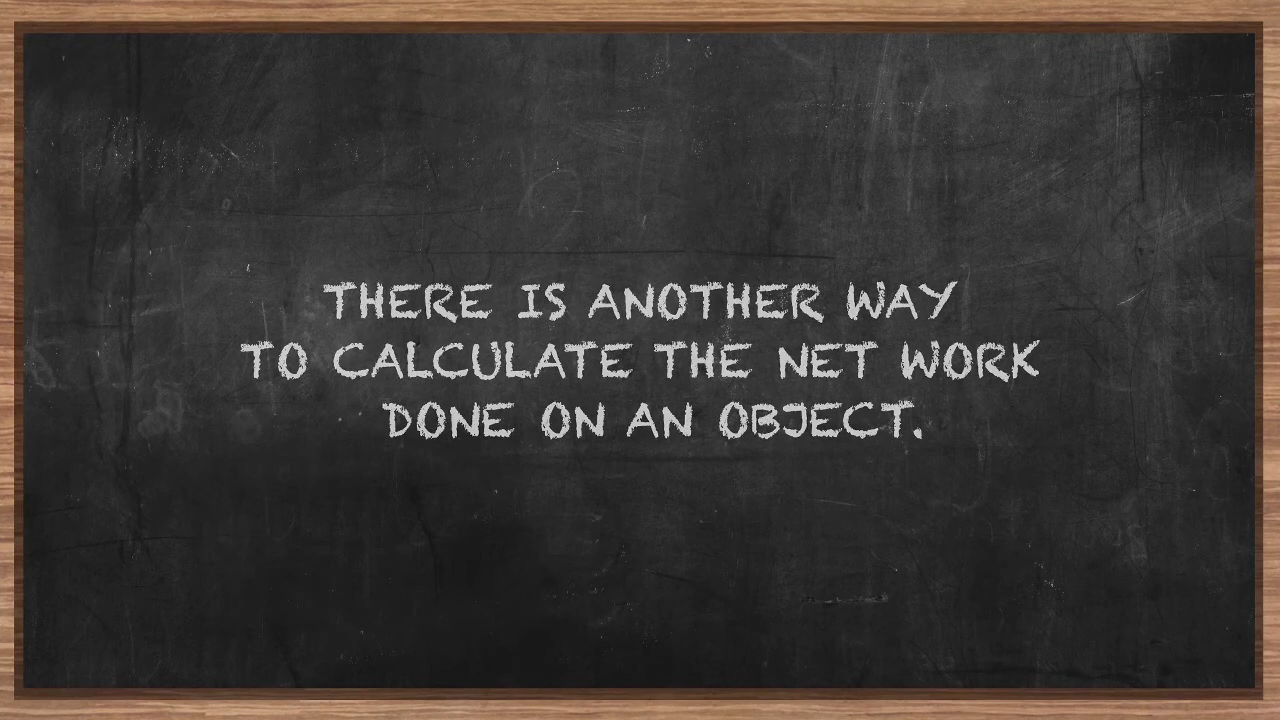 THERE IS ANOTHER WAY
TO CALCULATE THE NET WORK
DONE ON AN OBJECT.